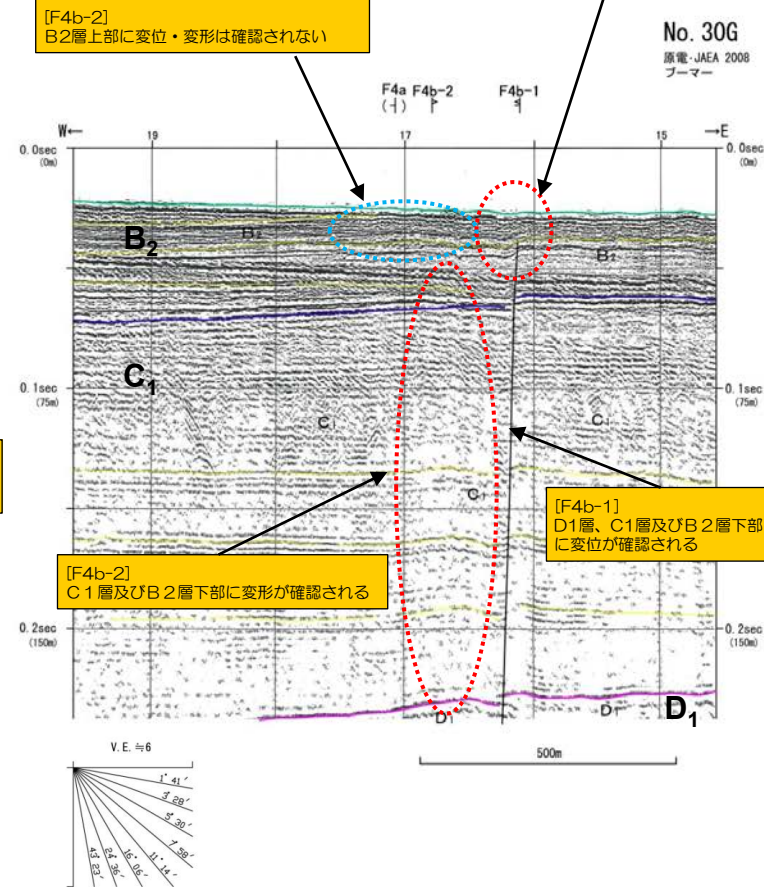 [F4b-2]
B2層上部に変位・変形は確認されない
No. 30G
原電・JAEA 2008
ブーマー
F4a F4b-2 F4b-1
W← 19 17 15 →E
0.0sec 0.0sec
(0m) (0m)
B2 B2 B2
C1
0.1sec 0.1sec
(75m) (75m)
C1 C1
C
[F4b-1]
D1層、C1層及びB2層下部
に変位が確認される
[F4b-2]
C1層及びB2層下部に変形が確認される
0.2sec 0.2sec
(150m) (150m)
D1 D1 D1
V.E.≒6
500m
1°41′
3°28′
5°30′
7°58′
11°14′
16°06′
24°36′
43°23′